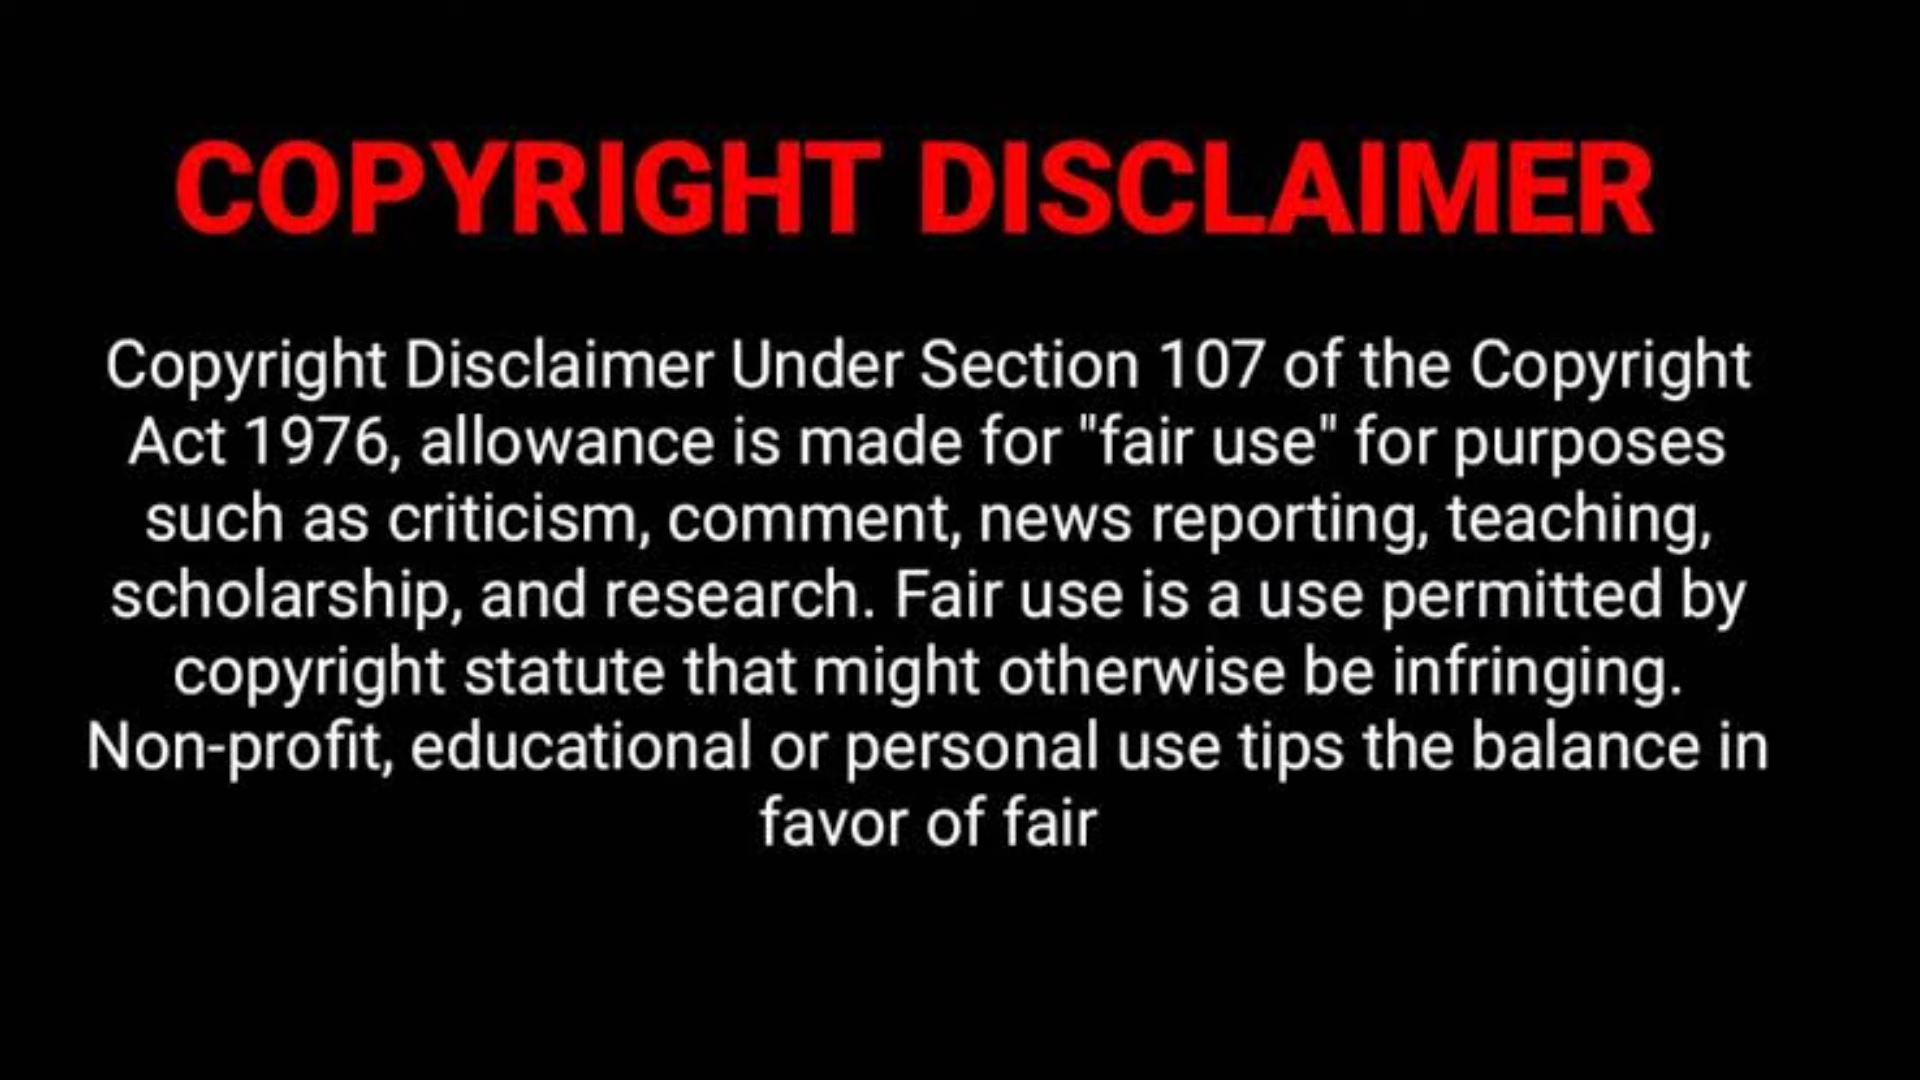 COPYRIGHT DISCLAIMER
Copyright Disclaimer Under Section 107 of the Copyright
Act 1976, allowance is made for "fair use" for purposes
such as criticism, comment, news reporting, teaching,
scholarship, and research. Fair use is a use permitted by
copyright statute that might otherwise be infringing.
Non-profit, educational or personal use tips the balance in
favor of fair